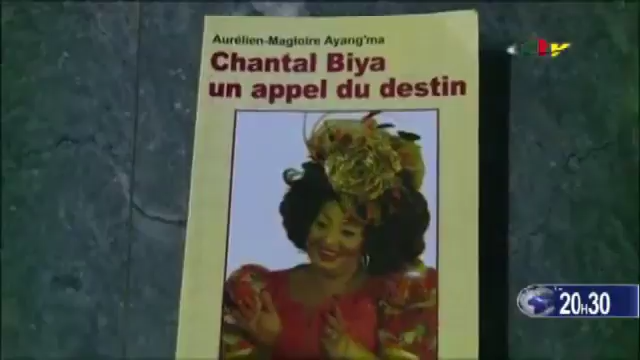 Aurélien-Magloire Ayang'ma
Chantal Biya
un appel du destin
20H30